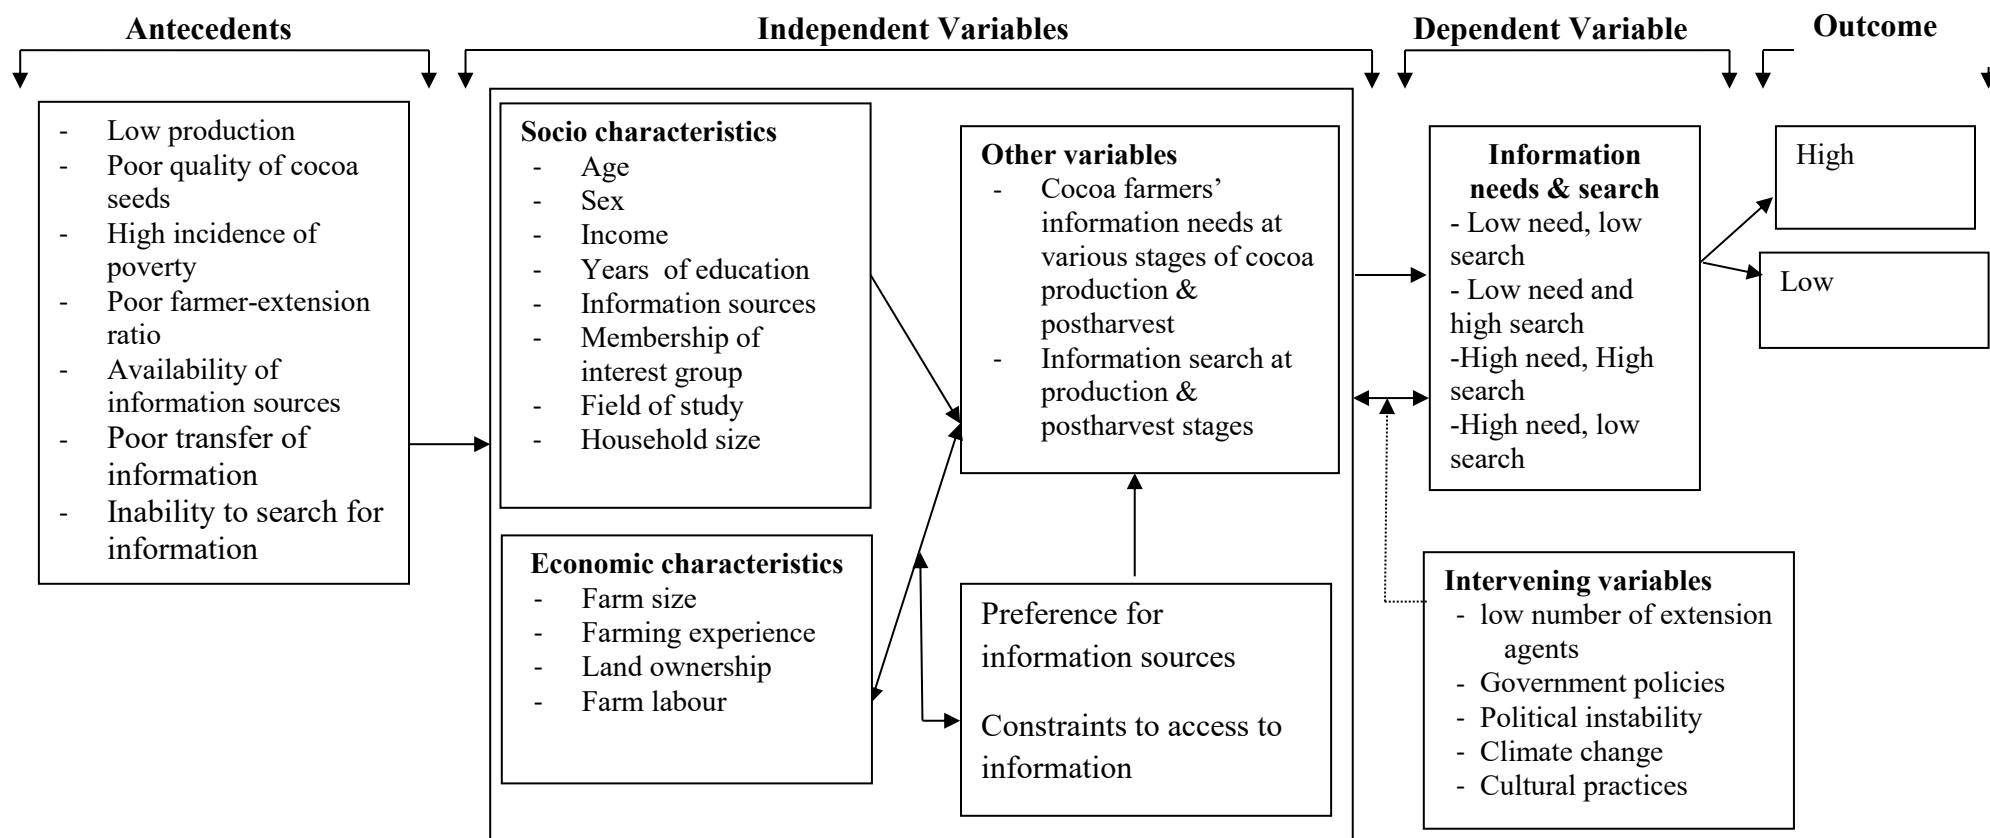 Antecedents
Independent Variables
Dependent Variable
Outcome
- Low production
- Poor quality of cocoa
seeds
- High incidence of
poverty
- Poor farmer-extension
ratio
- Availability of
information sources
- Poor transfer of
information
- Inability to search for
information
Socio characteristics
- Age
- Sex
- Income
- Years of education
- Information sources
- Membership of
interest group
- Field of study
- Household size
Economic characteristics
- Farm size
- Farming experience
- Land ownership
- Farm labour
Other variables
- Cocoa farmers’
information needs at
various stages of cocoa
production &
postharvest
- Information search at
production &
postharvest stages
Preference for
information sources
Constraints to access to
information
Information
needs & search
- Low need, low
search
- Low need and
high search
-High need, High
search
-High need, low
search
Intervening variables
- low number of extension
agents
- Government policies
- Political instability
- Climate change
- Cultural practices
High
Low